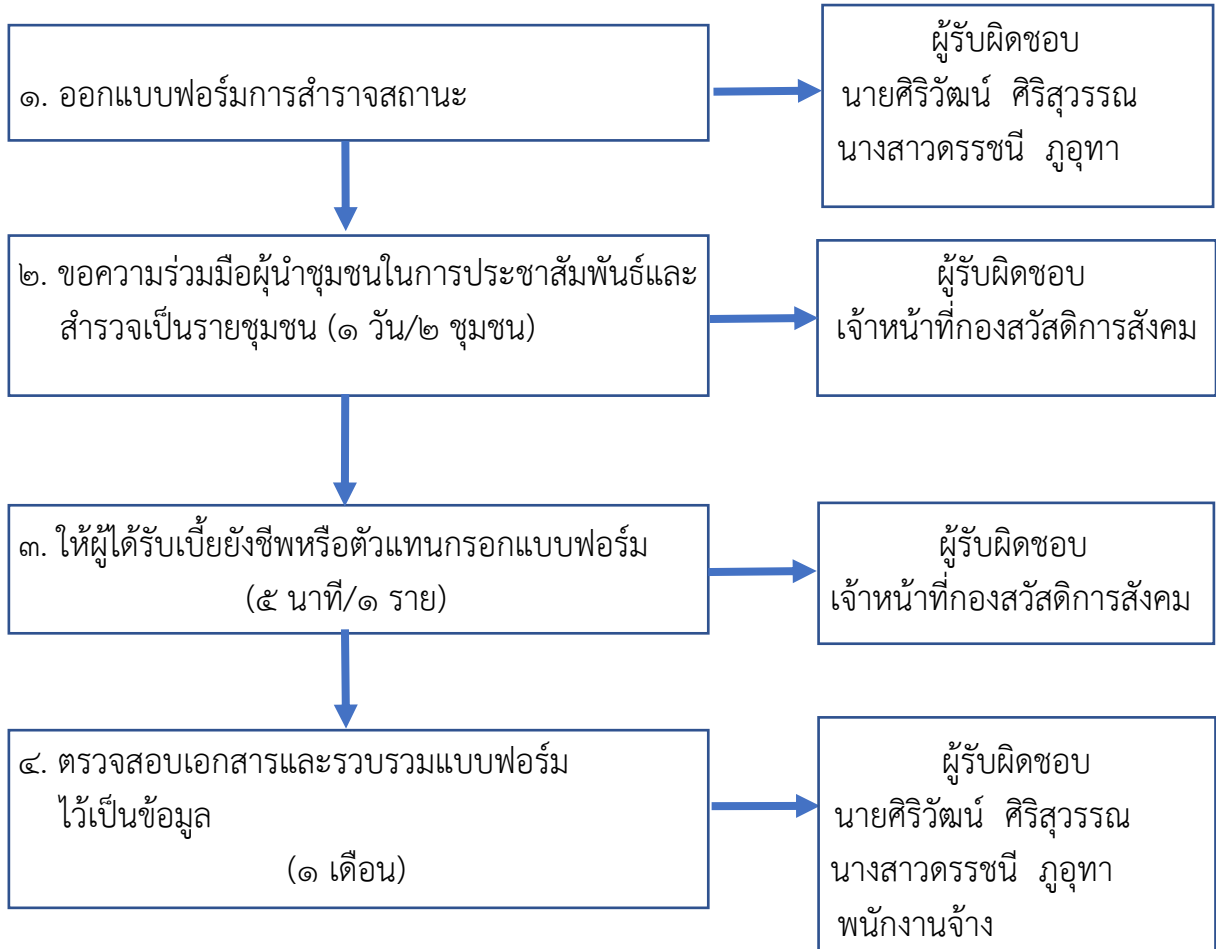 ๑. ออกแบบฟอร์มการสำราจสถานะ
ผู้รับผิดชอบ
นายศิริวัฒน์ ศิริสุวรรณ
นางสาวดรรชนี ภูอุทา
๒. ขอความร่วมมือผุ้นำชุมชนในการประชาสัมพันธ์และ
สำรวจเป็นรายชุมชน (๑ วัน/๒ ชุมชน)
ผู้รับผิดชอบ
เจ้าหน้าที่กองสวัสดิการสังคม
๓. ให้ผู้ได้รับเบี้ยยังชีพหรือตัวแทนกรอกแบบฟอร์ม
(๕ นาที/๑ ราย)
ผู้รับผิดชอบ
เจ้าหน้าที่กองสวัสดิการสังคม
๔. ตรวจสอบเอกสารและรวบรวมแบบฟอร์ม
ไว้เป็นข้อมูล
(๑ เดือน)
ผู้รับผิดชอบ
นายศิริวัฒน์ ศิริสุวรรณ
นางสาวดรรชนี ภูอุทา
พนักงานจ้าง